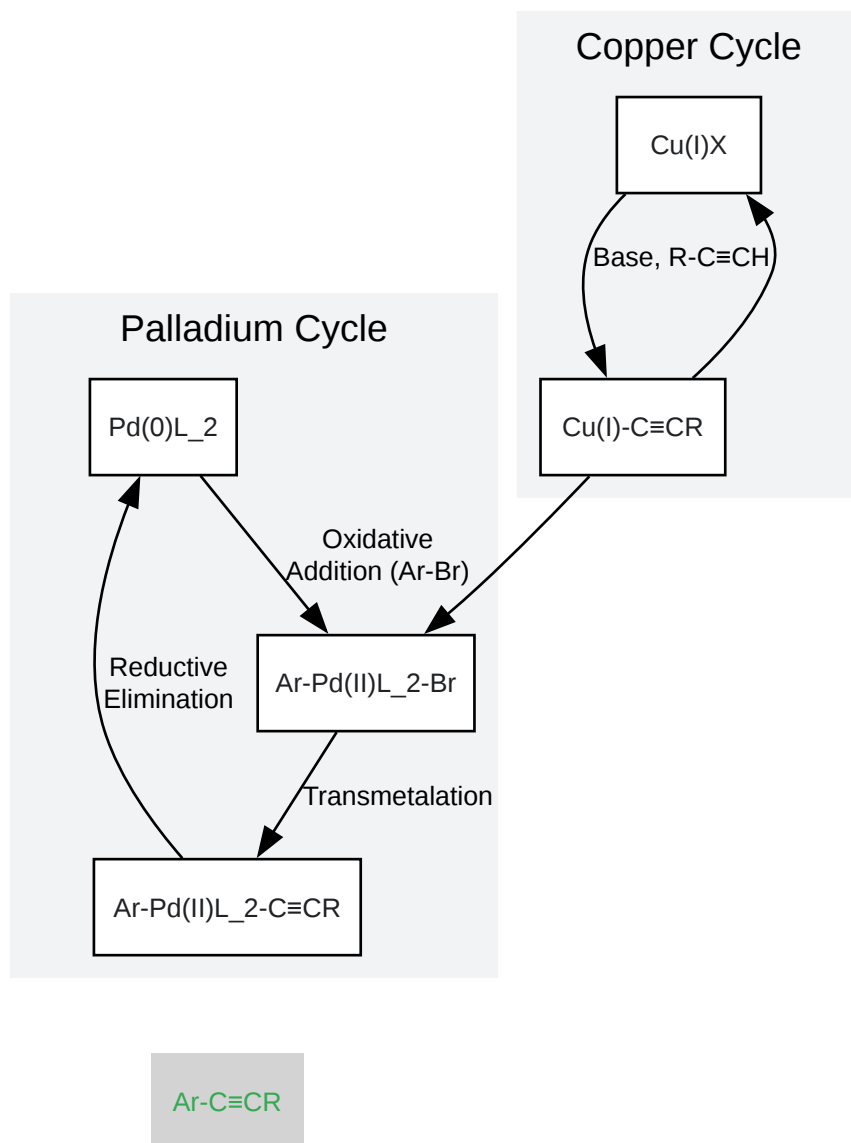 Copper Cycle
Cu(I)X
Base, R-C≡CH
Palladium Cycle
Pd(0)L_2
Cu(I)-C≡CR
Oxidative
Addition (Ar-Br)
Reductive
Elimination
Ar-Pd(II)L_2-Br
Transmetalation
Ar-Pd(II)L_2-C≡CR
Ar-C≡CR